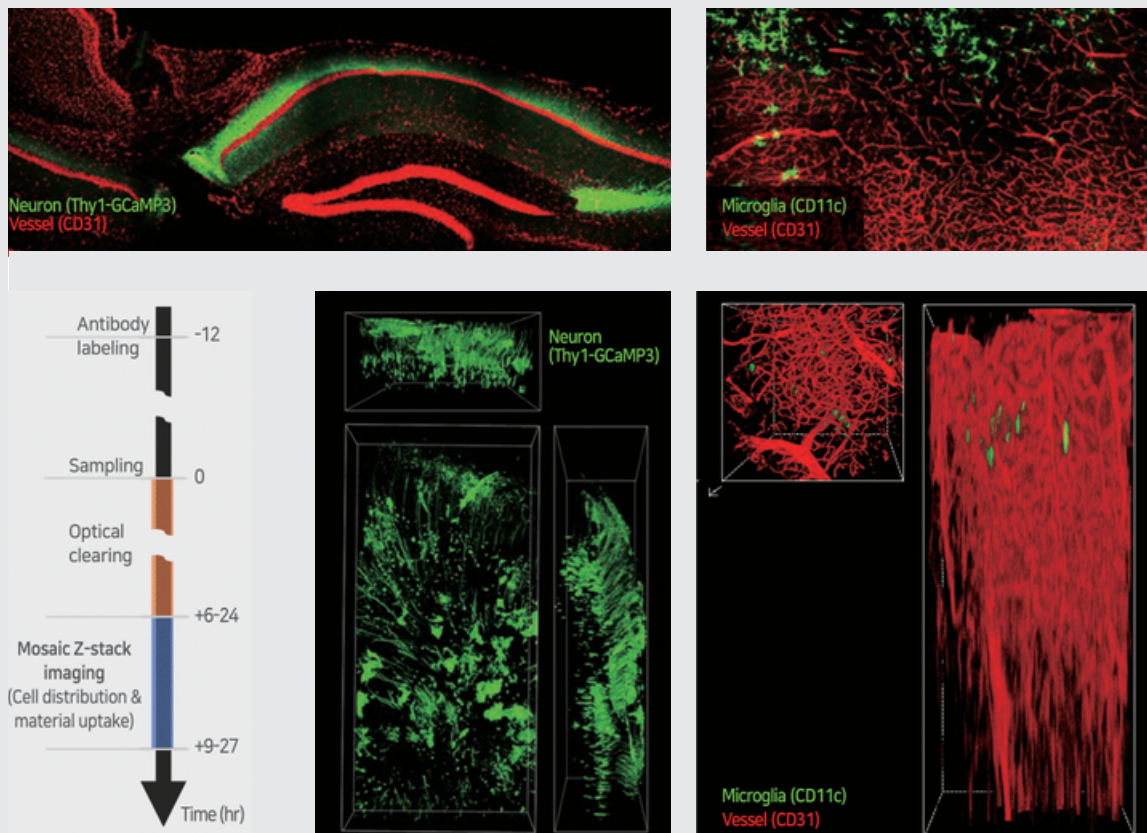 Neuron (Thy1-GCaMP3)
Vessel (CD31)
Microglia (CD11c)
Vessel (CD31)
Antibody
labeling
-12
Sampling
0
Optical
clearing
+6-24
Mosaic Z-stack
imaging
(Cell distribution &
material uptake)
+9-27
Time (hr)
Neuron
(Thy1-GCaMP3)
Microglia (CD11c)
Vessel (CD31)